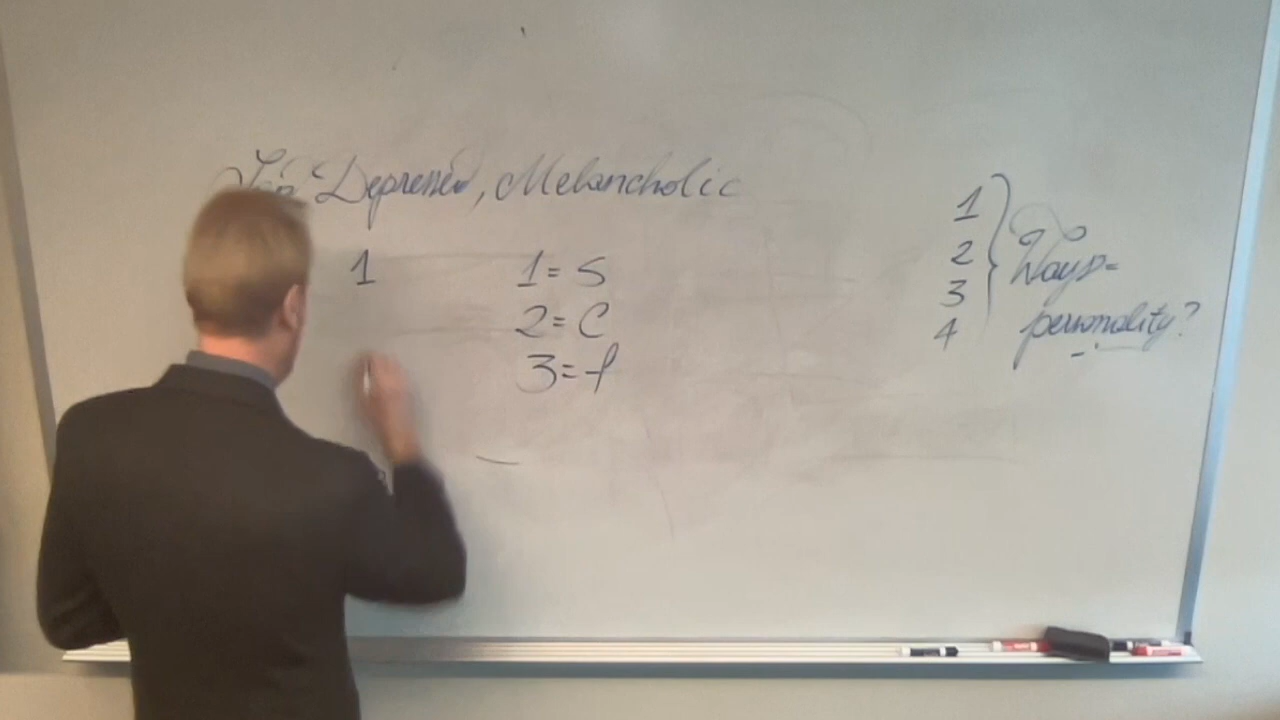 Depressed, Melancholic
1
1 = S
2 = C
3 = f
1
2
3
4
Ways =
personality?